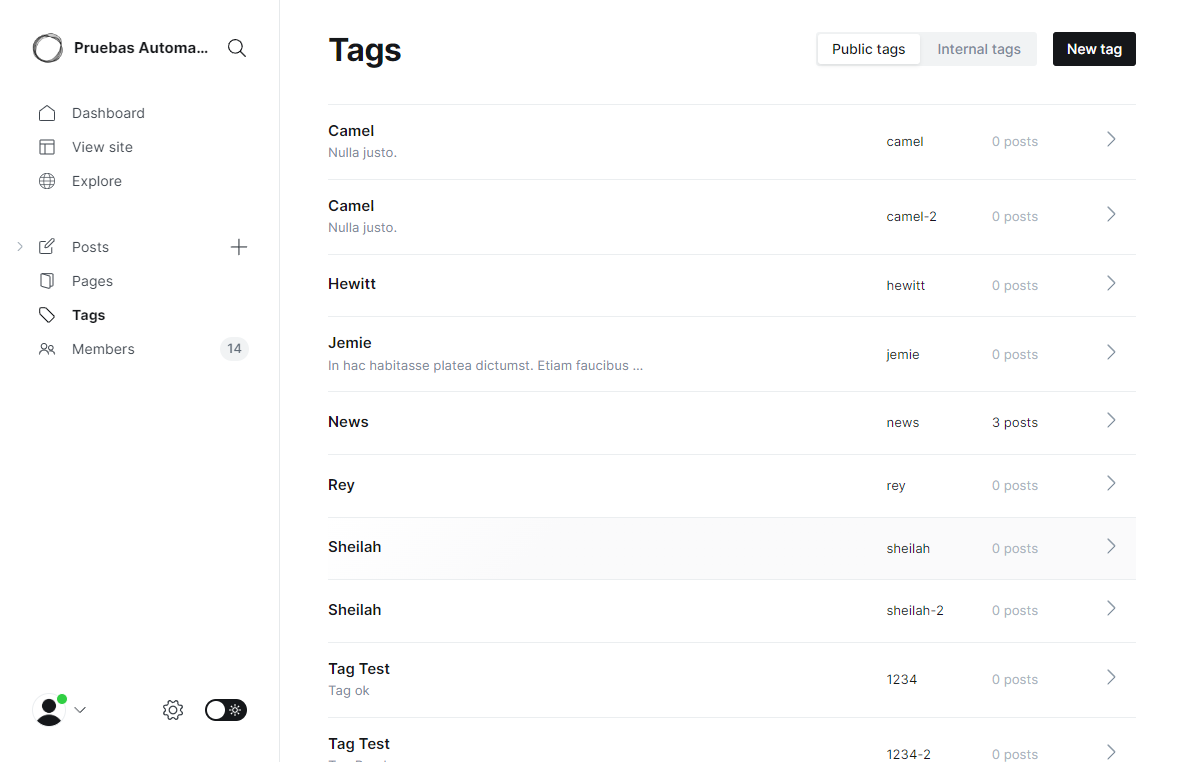 Pruebas Automa...
Dashboard
View site
Explore
Posts
Pages
Tags
Members 14
Tags
Public tags Internal tags New tag
Camel
Nulla justo.
camel 0 posts
Camel
Nulla justo.
camel-2 0 posts
Hewitt hewitt 0 posts
Jemie
In hac habitasse platea dictumst. Etiam faucibus ...
jemie 0 posts
News news 3 posts
Rey rey 0 posts
Sheilah sheilah 0 posts
Sheilah sheilah-2 0 posts
Tag Test
Tag ok
1234 0 posts
Tag Test
1234-2 0 posts